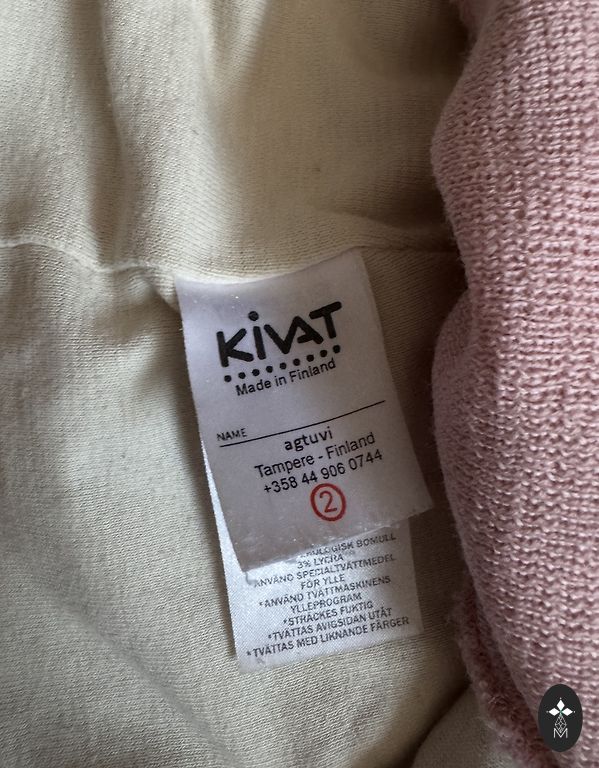 KIVAT
Made in Finland
NAME
agtuvi
Tampere - Finland
+358 44 906 0744
2
BOMULL
3% LYCRA
ANVÄND SPECIALTVÄTTMEDEL
FÖR YLLE
*ANVÄND TVÄTTMASKINENS
YLLEPROGRAM
*STRÄCKES FUKTIG
*TVÄTTAS AVIGSIDAN UTÅT
*TVÄTTAS MED LIKNANDE FÄRGER
M